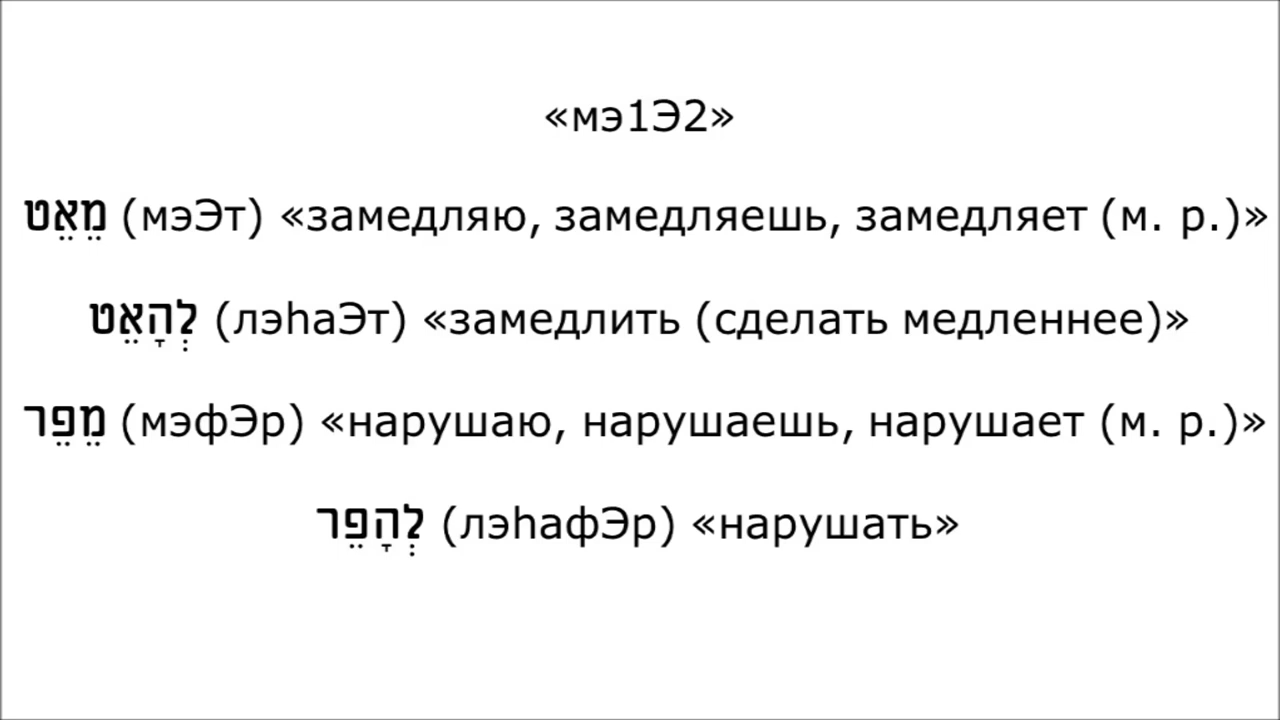 «мэ1Э2»
מֵאֵט (мэЭт) «замедляю, замедляешь, замедляет (м. р.)»
לְהָאֵט (лэhаЭт) «замедлить (сделать медленнее)»
מֵפֵר (мэфЭр) «нарушаю, нарушаешь, нарушает (м. р.)»
לְהָפֵר (лэhафЭр) «нарушать»